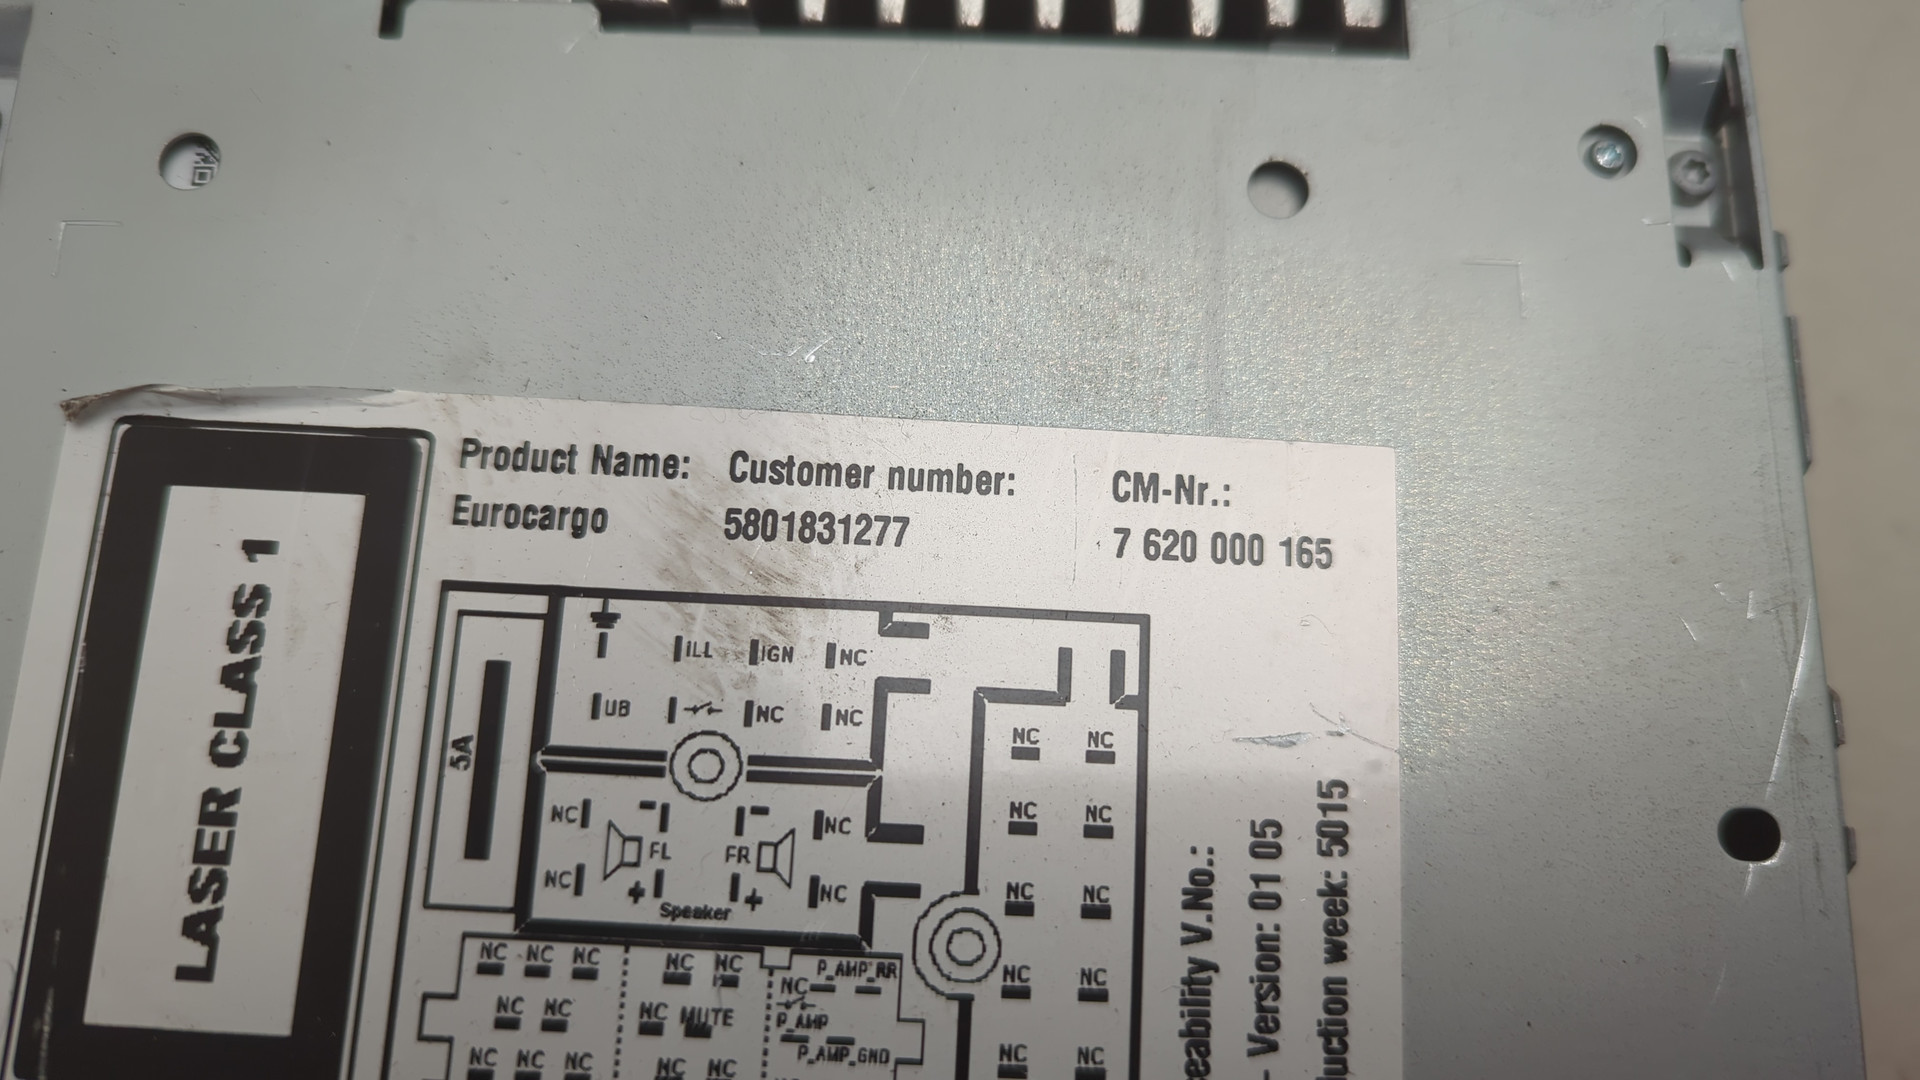 Product Name: Customer number: CM-Nr.:
Eurocargo 5801831277 7 620 000 165
LASER CLASS 1
5A
ILL IGN NC
UB NC NC
NC NC
FL FR
NC NC
Speaker
NC NC
NC NC
NC NC
NC NC
NC NC
NC NC NC NC NC P_AMP_RR
NC
NC NC NC MUTE P_AMP
P_AMP_GND
NC NC NC NC NC
eability V.No.:
- Version: 01 05
uction week: 5015